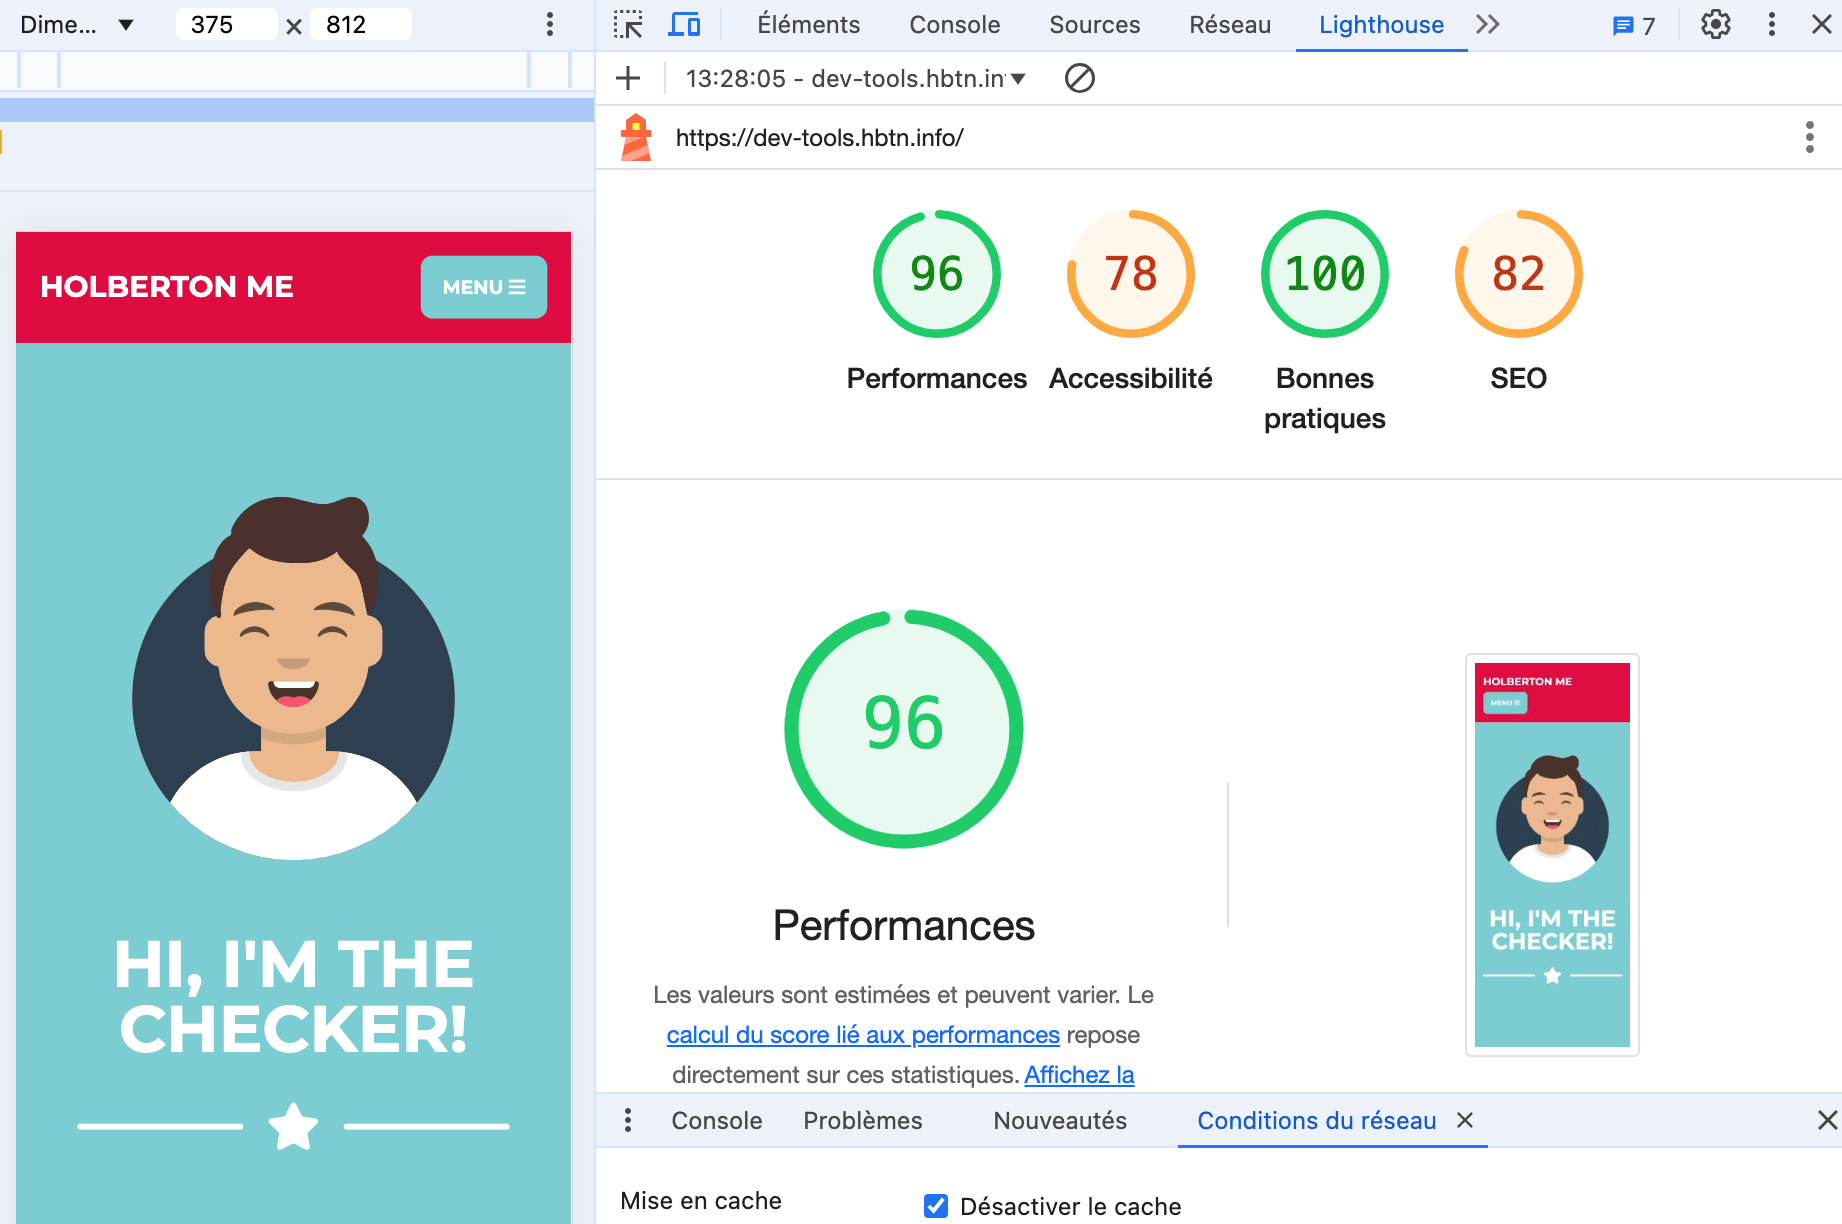 Dime... 375 × 812
Éléments Console Sources Réseau Lighthouse 7
13:28:05 - dev-tools.hbtn.in
https://dev-tools.hbtn.info/
96 78 100 82
Performances Accessibilité Bonnes pratiques SEO
HOLBERTON ME
MENU
HI, I'M THE
CHECKER!
96
Performances
Les valeurs sont estimées et peuvent varier. Le
calcul du score lié aux performances repose
directement sur ces statistiques. Affichez la
HOLBERTON ME
MENU
HI, I'M THE
CHECKER!
Console Problèmes Nouveautés Conditions du réseau
Mise en cache Désactiver le cache